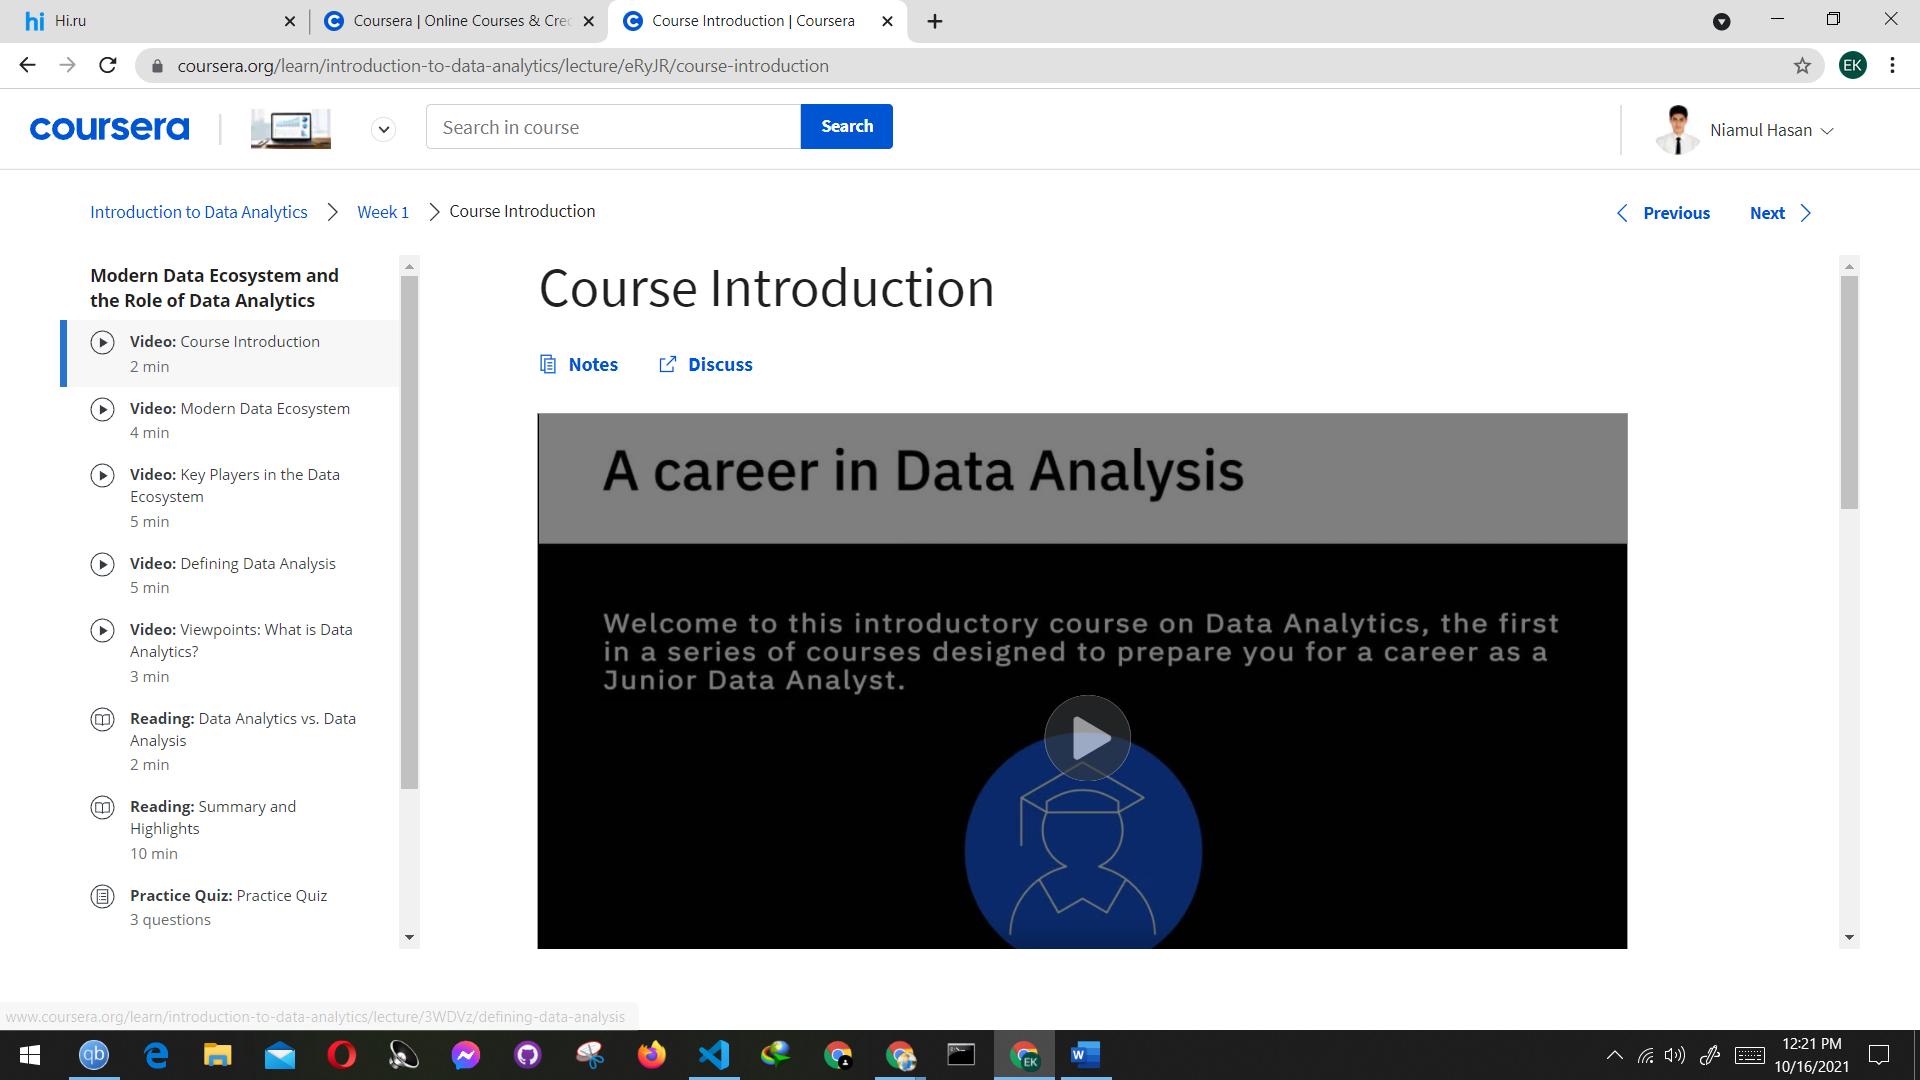 hi Hi.ru
Coursera | Online Courses & Cre
Course Introduction | Coursera
coursera.org/learn/introduction-to-data-analytics/lecture/eRyJR/course-introduction
EK
coursera
Search in course
Search
Niamul Hasan
Introduction to Data Analytics
Week 1
Course Introduction
Previous
Next
Modern Data Ecosystem and
the Role of Data Analytics
Video: Course Introduction
2 min
Video: Modern Data Ecosystem
4 min
Video: Key Players in the Data
Ecosystem
5 min
Video: Defining Data Analysis
5 min
Video: Viewpoints: What is Data
Analytics?
3 min
Reading: Data Analytics vs. Data
Analysis
2 min
Reading: Summary and
Highlights
10 min
Practice Quiz: Practice Quiz
3 questions
Course Introduction
Notes
Discuss
A career in Data Analysis
Welcome to this introductory course on Data Analytics, the first
in a series of courses designed to prepare you for a career as a
Junior Data Analyst.
www.coursera.org/learn/introduction-to-data-analytics/lecture/3WDVz/defining-data-analysis
qb
EK
W
12:21 PM
10/16/2021